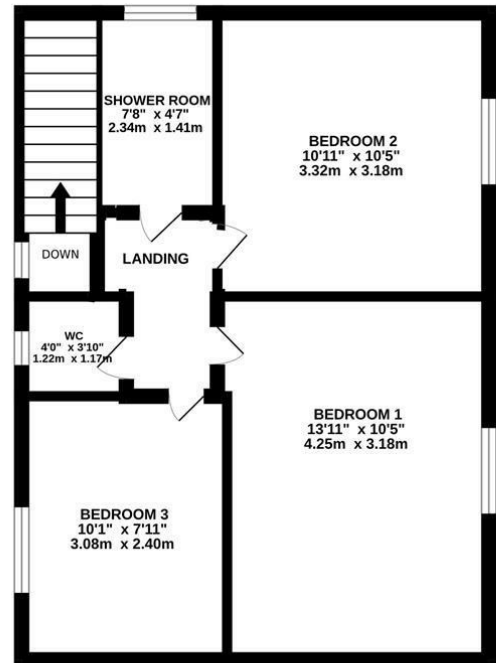 SHOWER ROOM
7'8" x 4'7"
2.34m x 1.41m
BEDROOM 2
10'11" x 10'5"
3.32m x 3.18m
DOWN
LANDING
WC
4'0" x 3'10"
1.22m x 1.17m
BEDROOM 1
13'11" x 10'5"
4.25m x 3.18m
BEDROOM 3
10'1" x 7'11"
3.08m x 2.40m